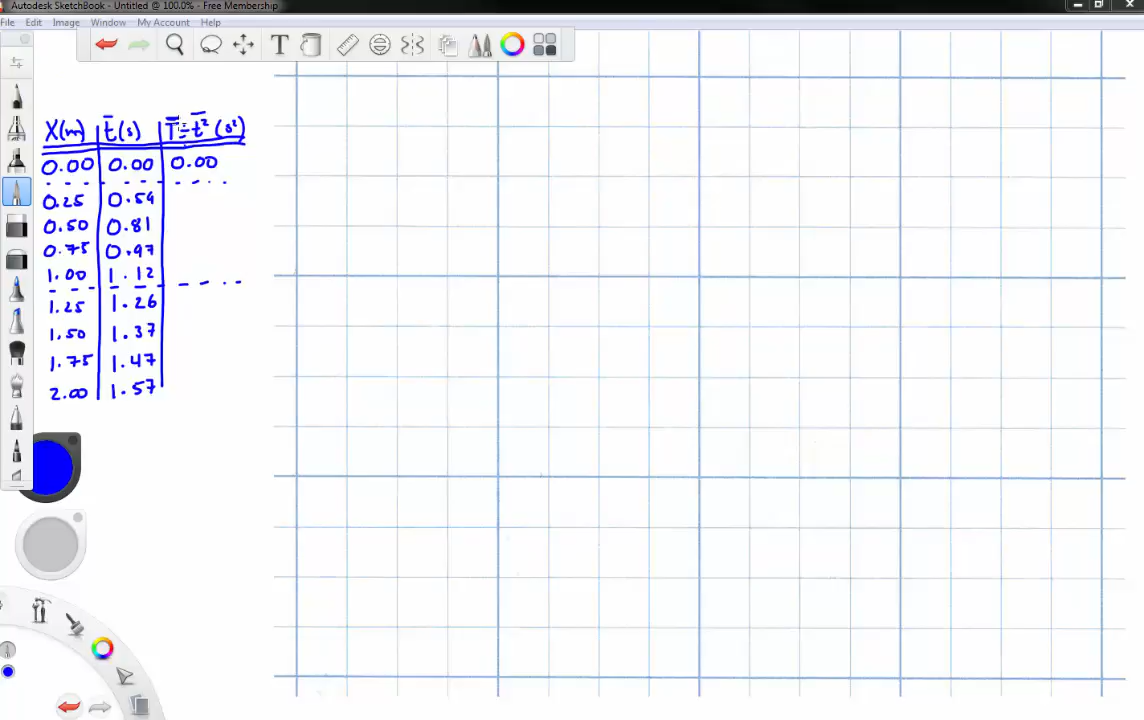 Autodesk SketchBook - Untitled @ 100.0% - Free Membership
File Edit Image Window My Account Help
X(m) t̅(s) T̅=t̅²(s²)
0.00 0.00 0.00
0.25 0.54
0.50 0.81
0.75 0.97
1.00 1.12
1.25 1.26
1.50 1.37
1.75 1.47
2.00 1.57